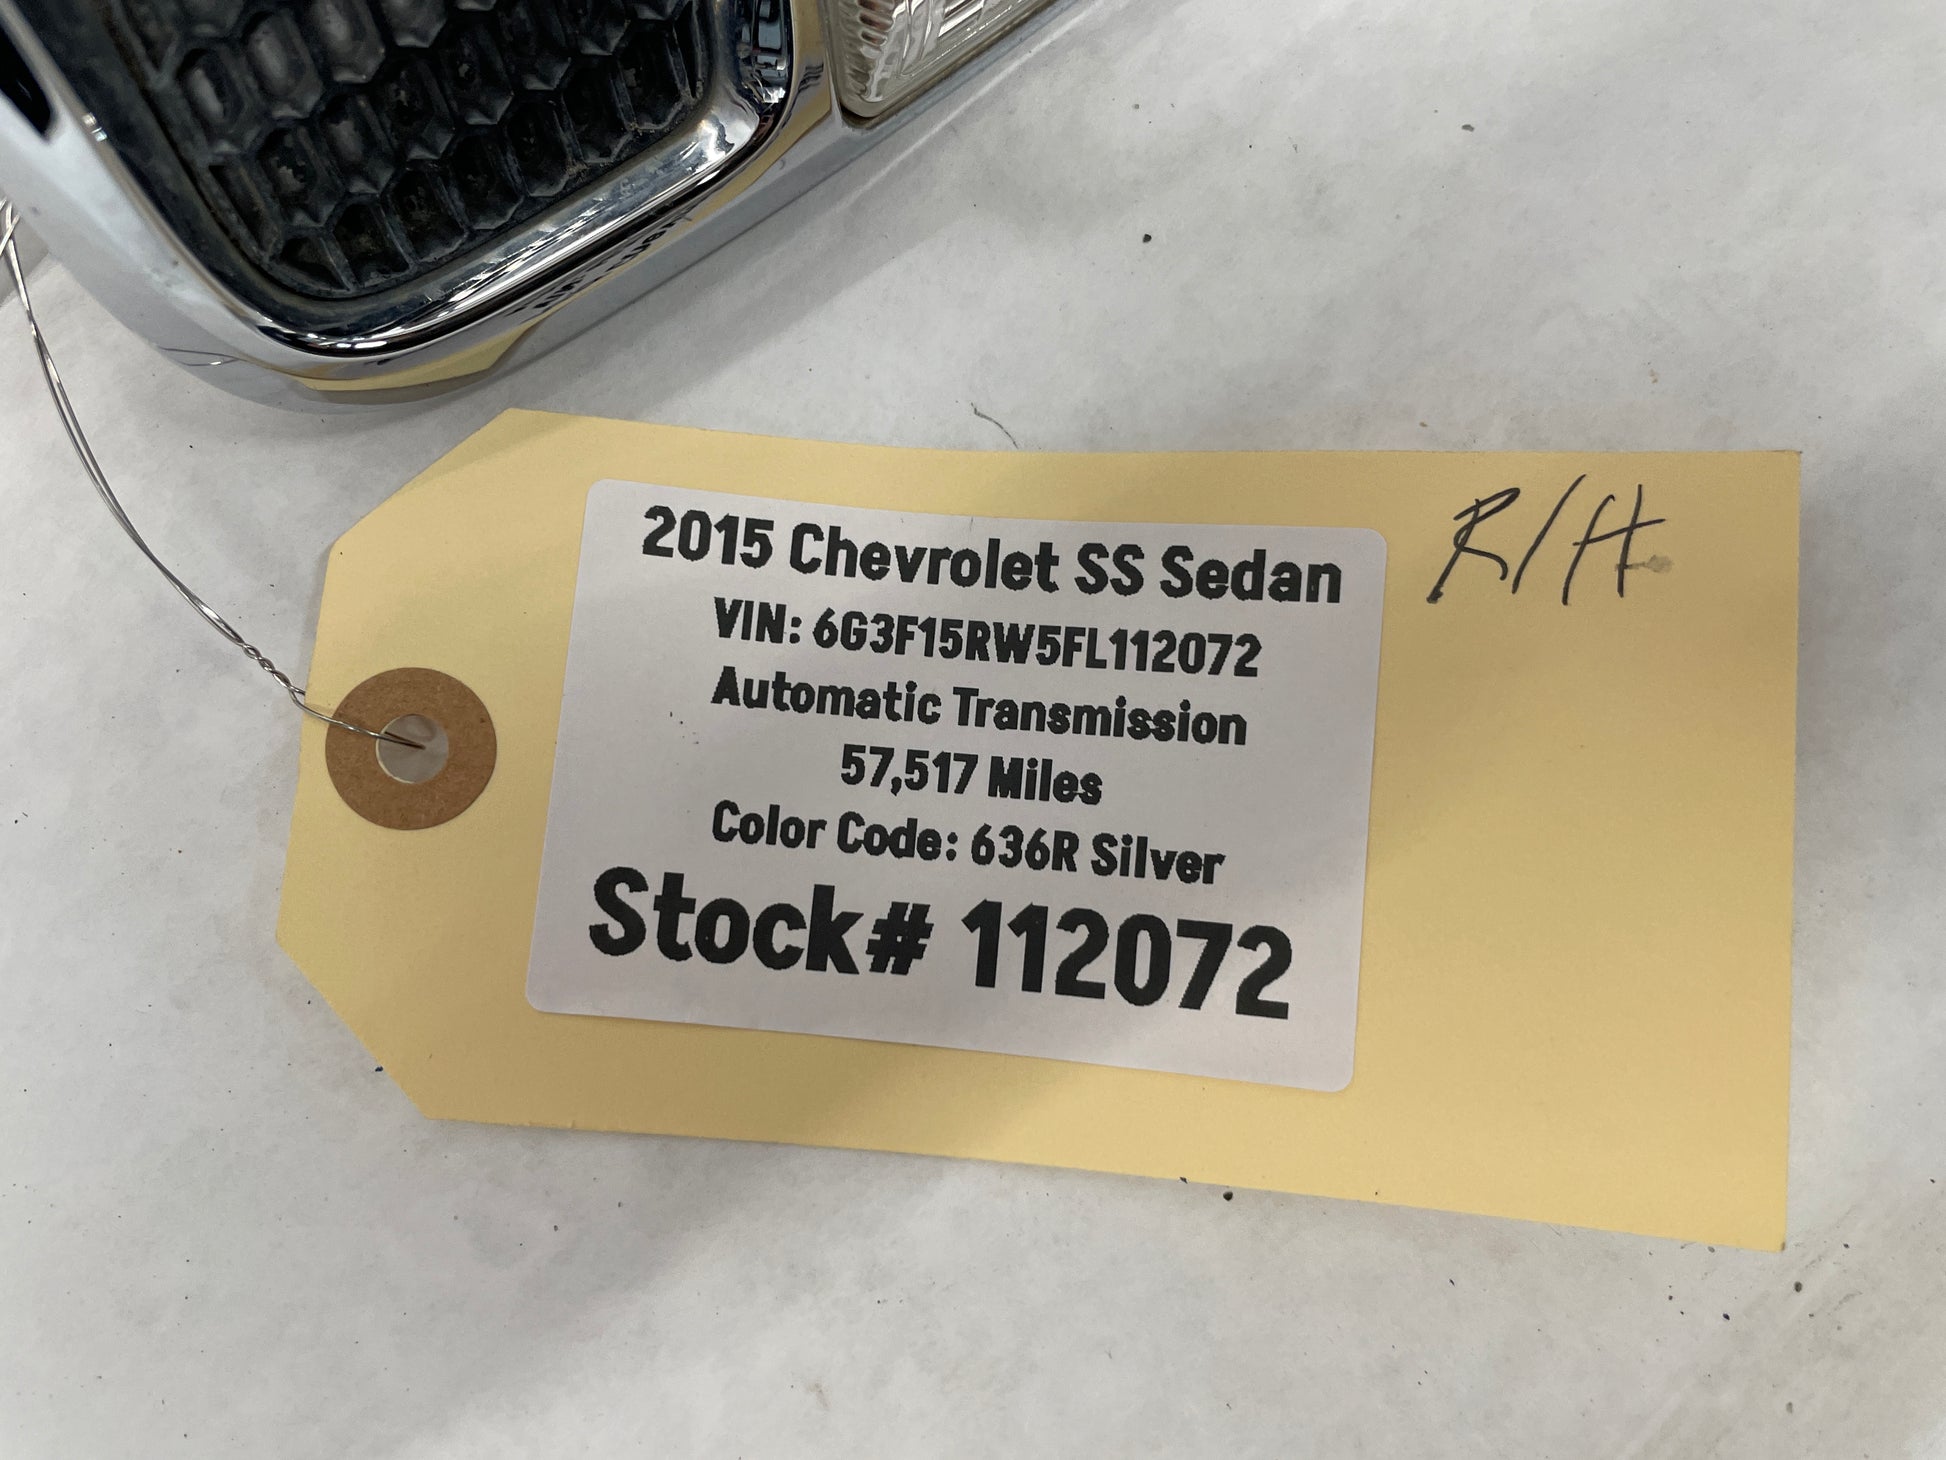 2015 Chevrolet SS Sedan
VIN: 6G3F15RW5FL112072
Automatic Transmission
57,517 Miles
Color Code: 636R Silver
Stock# 112072
R/H